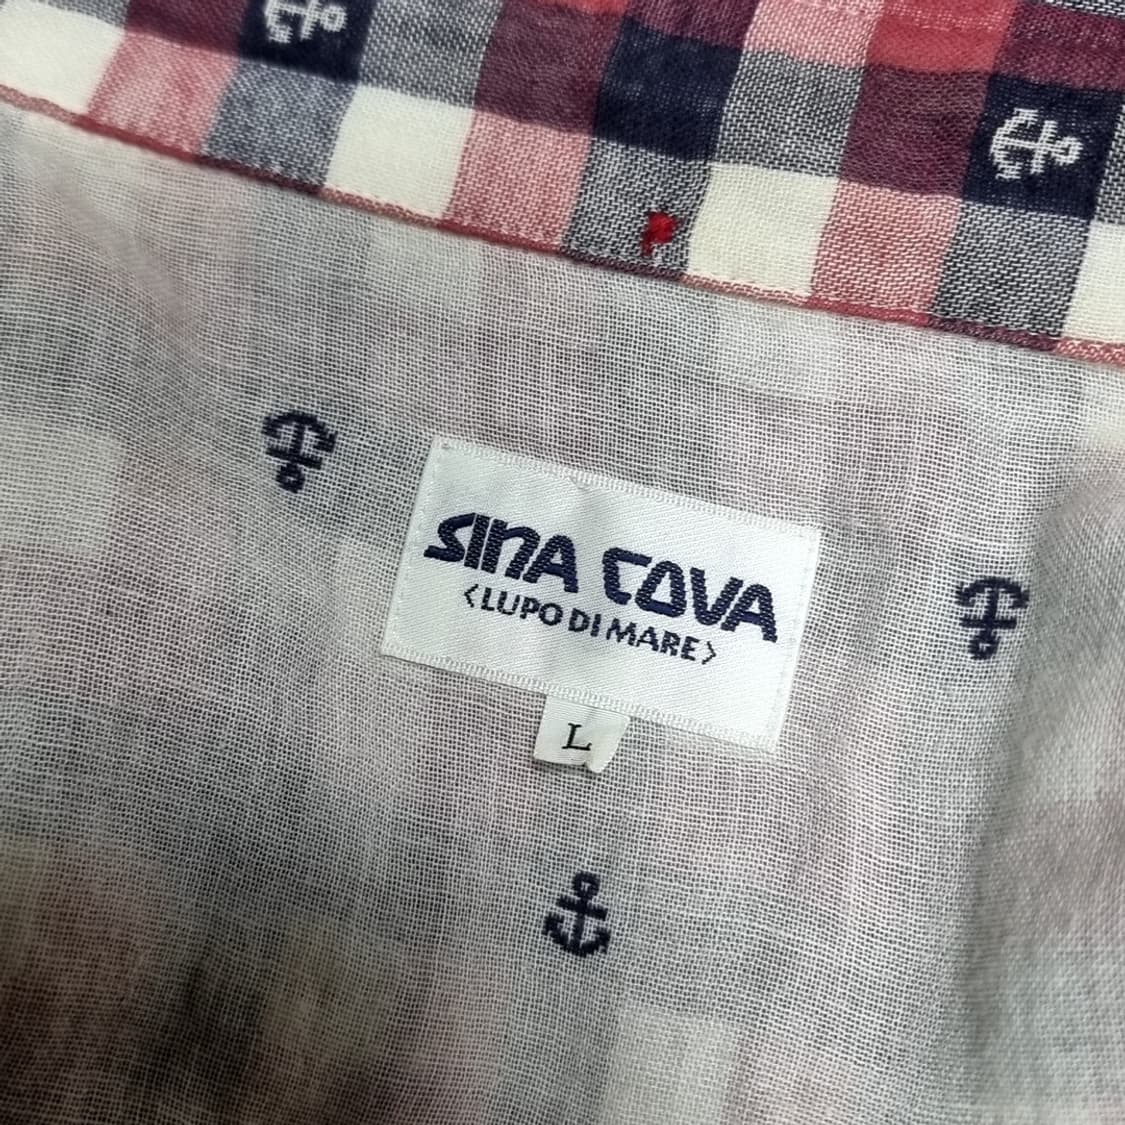 SINA COVA
<LUPO DI MARE>
L